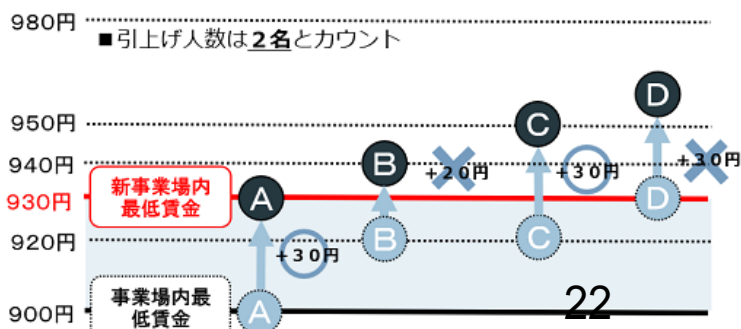 980円
■引上げ人数は2名とカウント
950円
940円
930円
920円
900円
新事業場内
最低賃金
事業場内最
低賃金
A
B
C
D
A
B
C
D
+30円
+20円
+30円
+30円
22